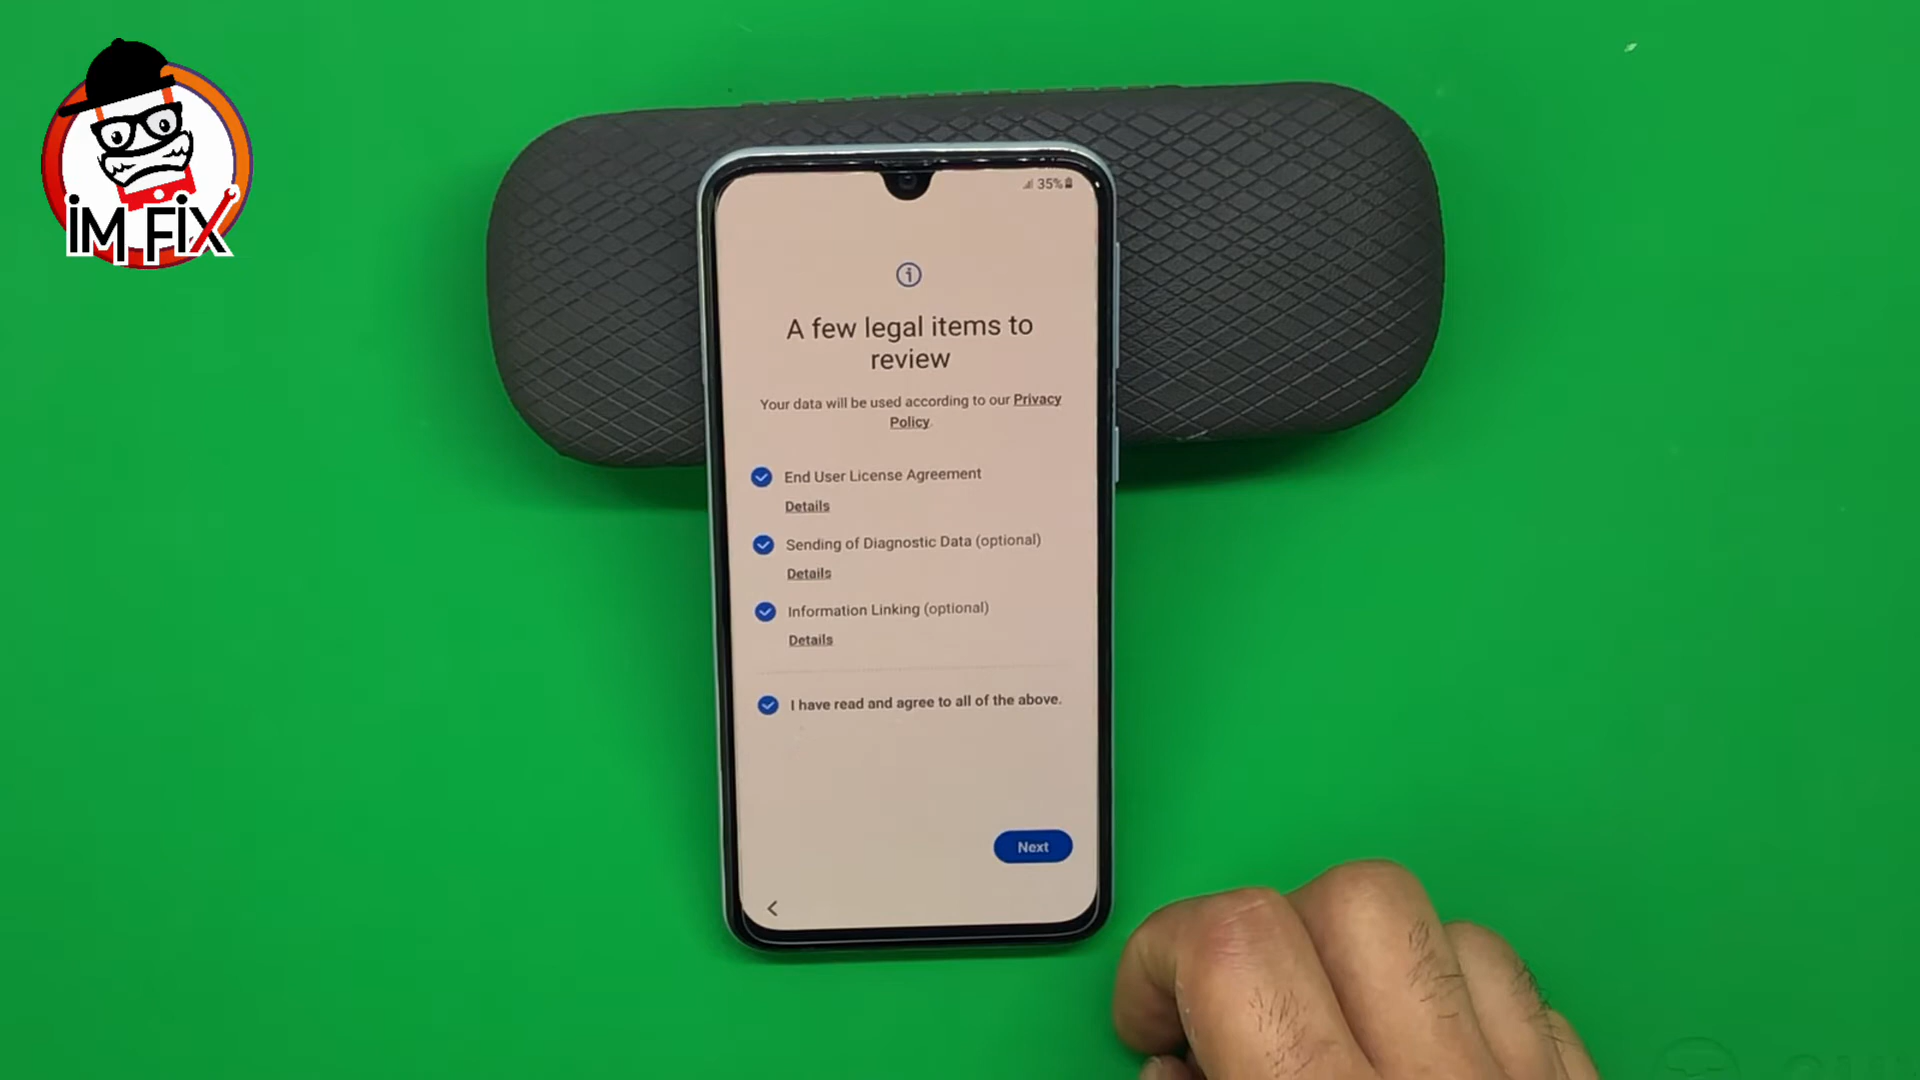 İM FİX
35%
A few legal items to
review
Your data will be used according to our Privacy
Policy.
End User License Agreement
Details
Sending of Diagnostic Data (optional)
Details
Information Linking (optional)
Details
I have read and agree to all of the above.
Next